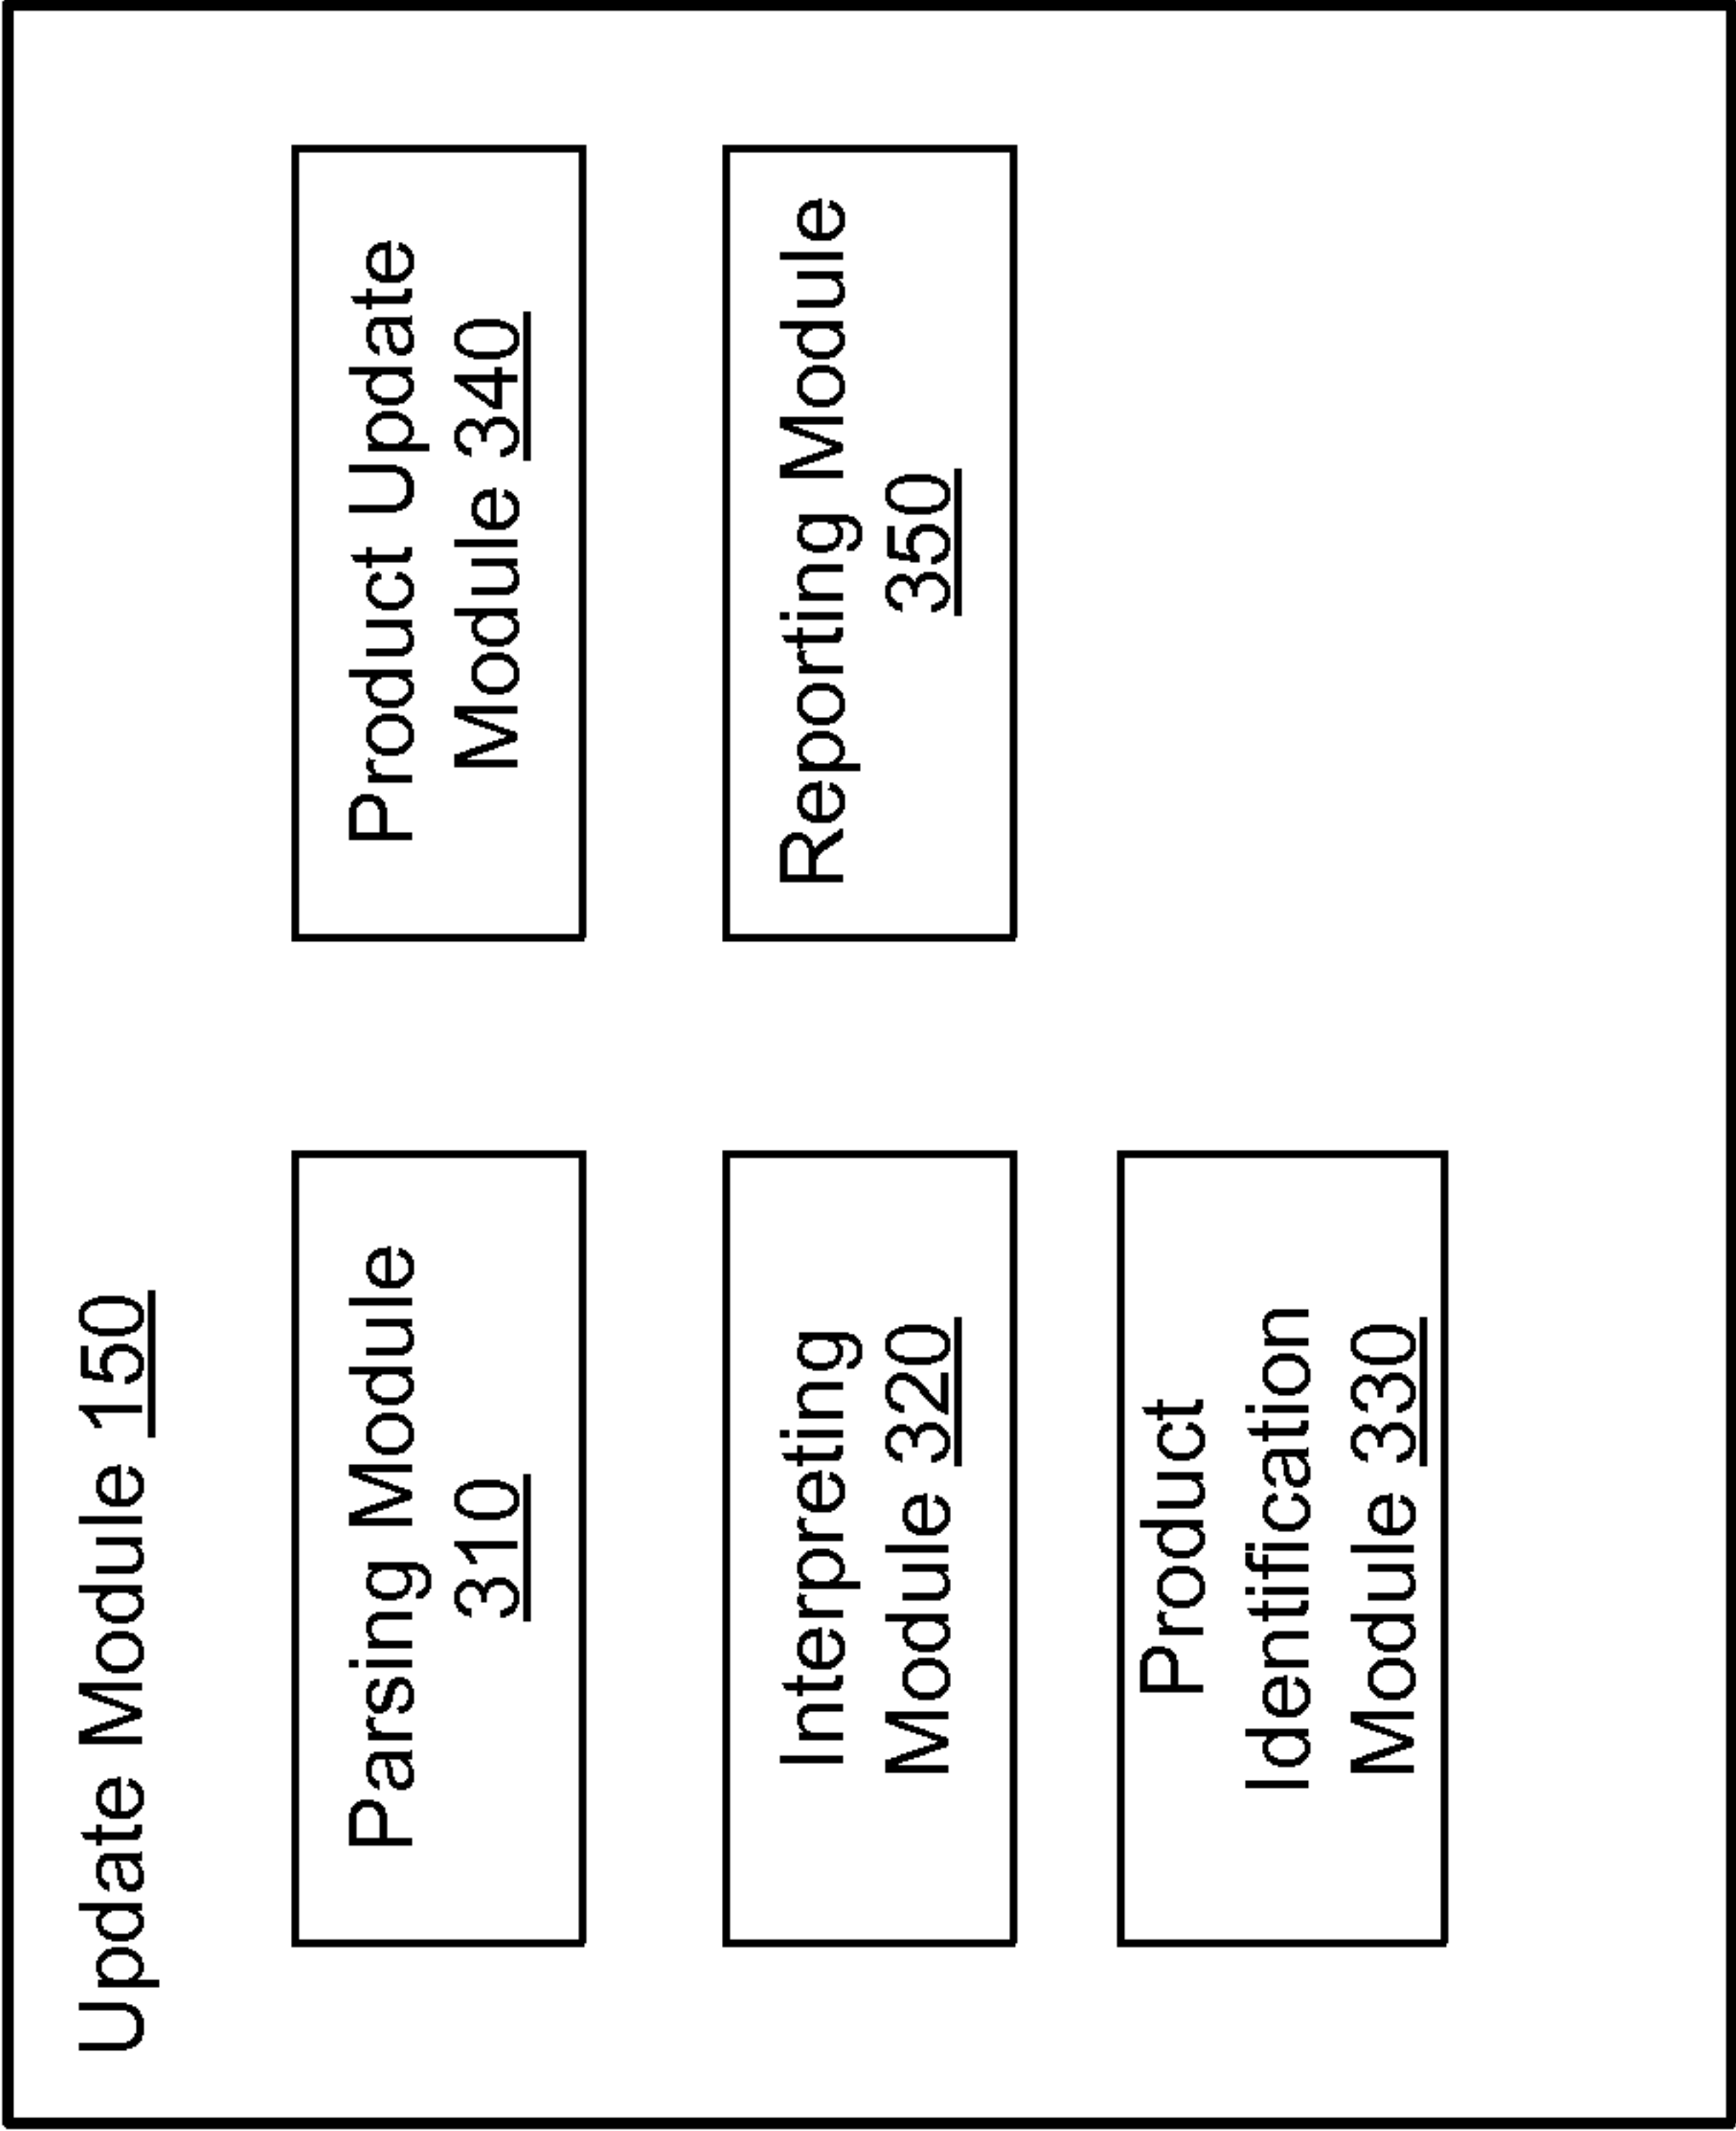 Update Module 150
Parsing Module
310
Interpreting
Module 320
Product
Identification
Module 330
Product Update
Module 340
Reporting Module
350